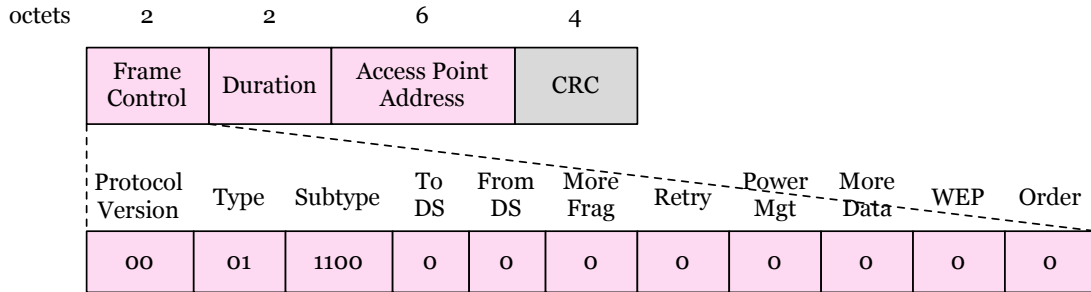 octets 2 2 6 4
Frame Control Duration Access Point Address CRC
Protocol Version Type Subtype To DS From DS More Frag Retry Power Mgt More Data WEP Order
00 01 1100 0 0 0 0 0 0 0 0